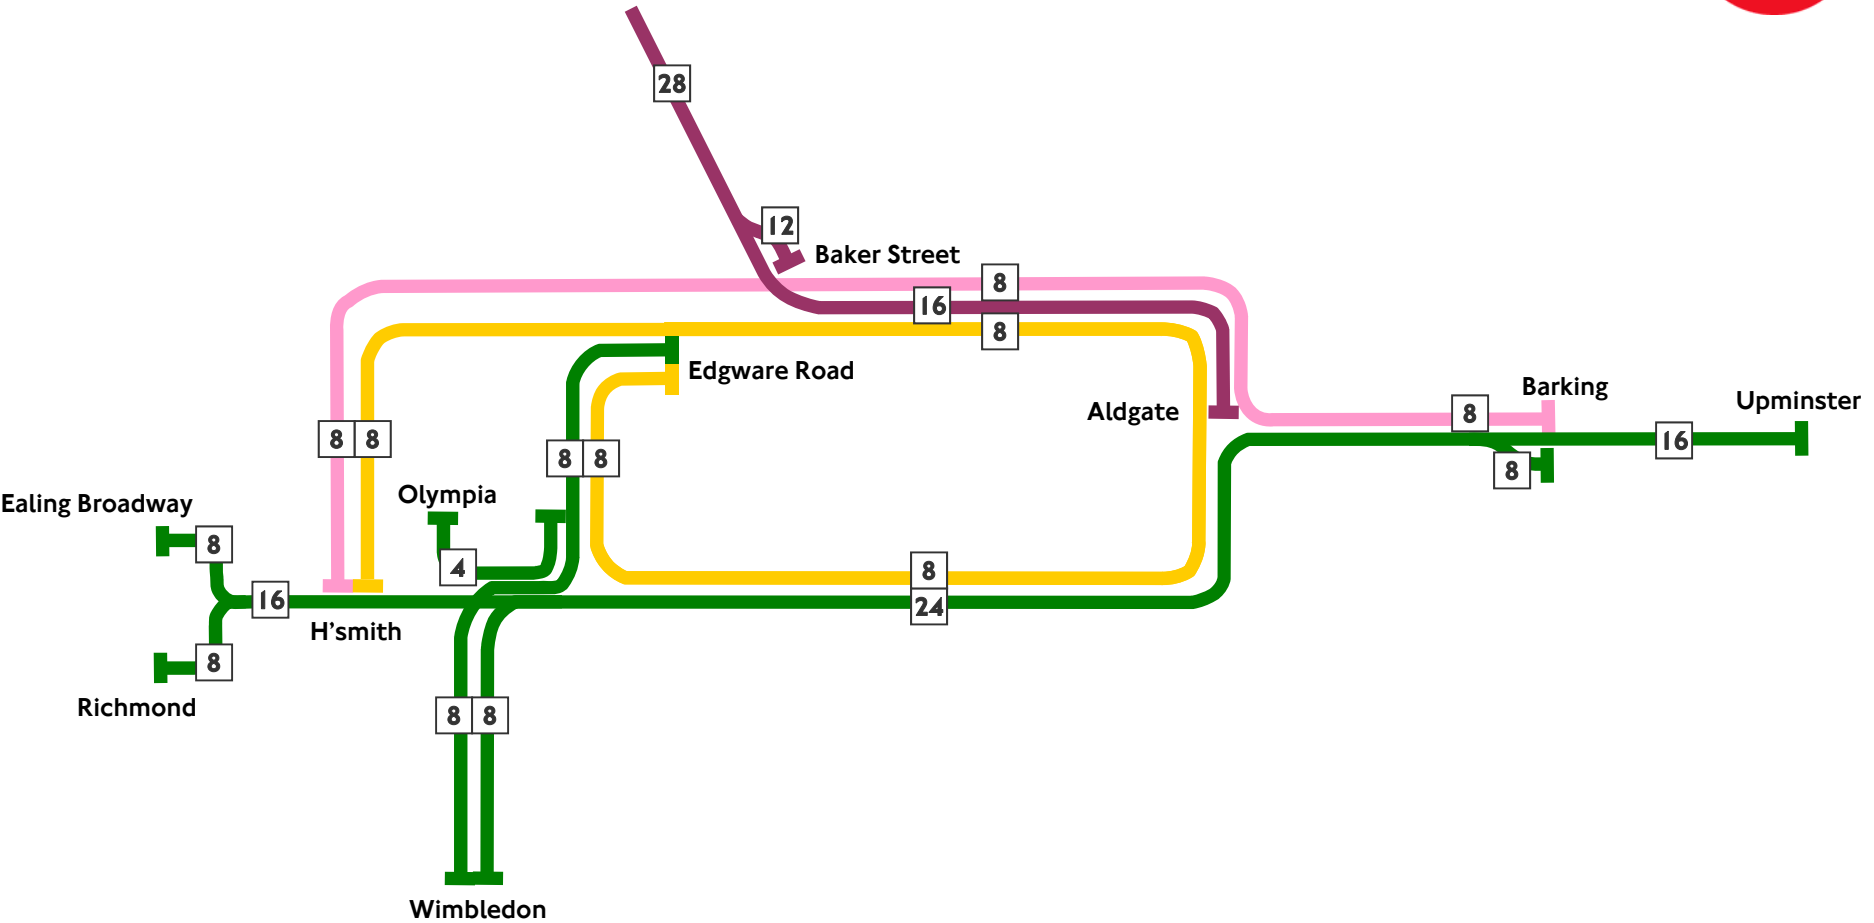 28
12
Baker Street
8
16
8
Edgware Road
Aldgate
Barking
Upminster
8
16
8
8 8
8 8
Olympia
4
Ealing Broadway
8
16
H'smith
8
Richmond
8
24
8 8
Wimbledon